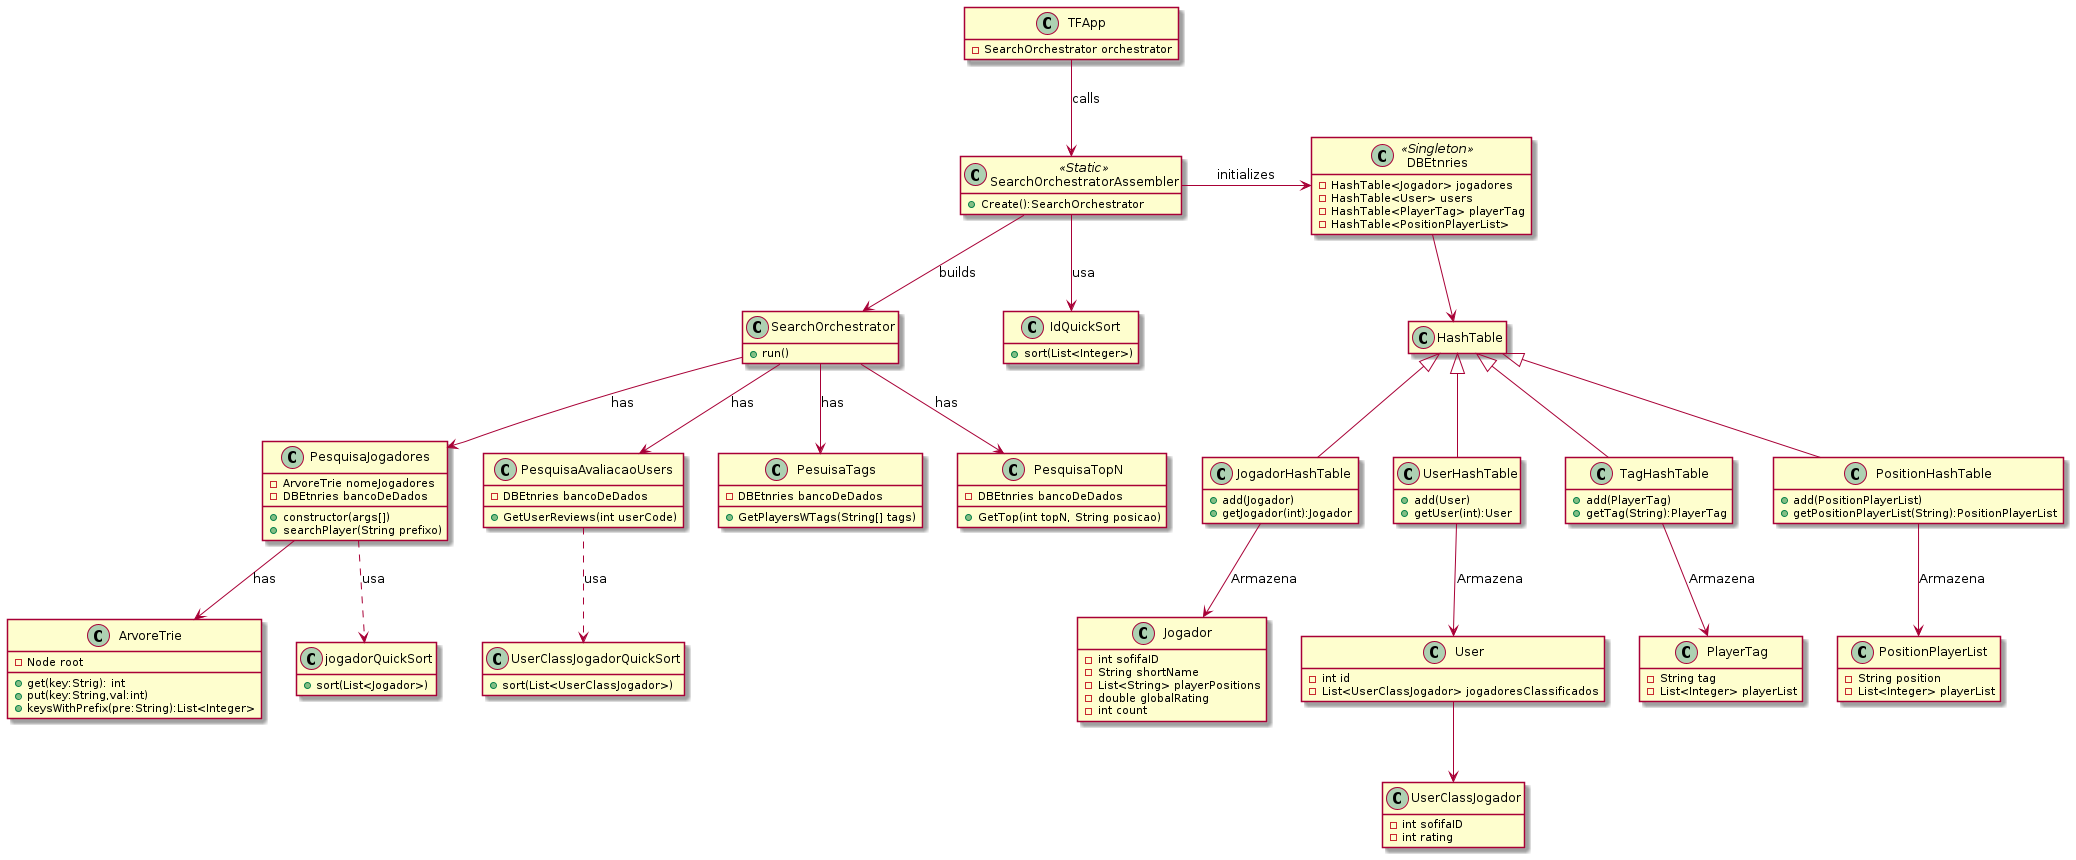 C TFApp
SearchOrchestrator orchestrator
calls
C «Static»
SearchOrchestratorAssembler
Create():SearchOrchestrator
initializes
C «Singleton»
DBEtnries
HashTable<Jogador> jogadores
HashTable<User> users
HashTable<PlayerTag> playerTag
HashTable<PositionPlayerList>
builds
usa
C SearchOrchestrator
run()
C IdQuickSort
sort(List<Integer>)
C HashTable
has
has
has
has
C PesquisaJogadores
ArvoreTrie nomeJogadores
DBEtnries bancoDeDados
constructor(args[])
searchPlayer(String prefixo)
C PesquisaAvaliacaoUsers
DBEtnries bancoDeDados
GetUserReviews(int userCode)
C PesuisaTags
DBEtnries bancoDeDados
GetPlayersWTags(String[] tags)
C PesquisaTopN
DBEtnries bancoDeDados
GetTop(int topN, String posicao)
C JogadorHashTable
add(Jogador)
getJogador(int):Jogador
C UserHashTable
add(User)
getUser(int):User
C TagHashTable
add(PlayerTag)
getTag(String):PlayerTag
C PositionHashTable
add(PositionPlayerList)
getPositionPlayerList(String):PositionPlayerList
has
usa
usa
Armazena
Armazena
Armazena
Armazena
C ArvoreTrie
Node root
get(key:Strig): int
put(key:String,val:int)
keysWithPrefix(pre:String):List<Integer>
C jogadorQuickSort
sort(List<Jogador>)
C UserClassJogadorQuickSort
sort(List<UserClassJogador>)
C Jogador
int sofifaID
String shortName
List<String> playerPositions
double globalRating
int count
C User
int id
List<UserClassJogador> jogadoresClassificados
C PlayerTag
String tag
List<Integer> playerList
C PositionPlayerList
String position
List<Integer> playerList
C UserClassJogador
int sofifaID
int rating